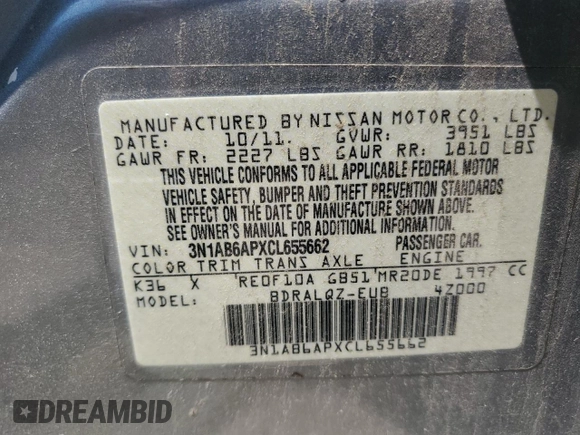 MANUFACTURED BY NISSAN MOTOR CO., LTD.
DATE: 10/11. GVWR: 3951 LBS
GAWR FR: 2227 LBS GAWR RR: 1810 LBS
THIS VEHICLE CONFORMS TO ALL APPLICABLE FEDERAL MOTOR
VEHICLE SAFETY, BUMPER AND THEFT PREVENTION STANDARDS
IN EFFECT ON THE DATE OF MANUFACTURE SHOWN ABOVE.
SEE OWNER'S MANUAL FOR ADDITIONAL INFORMATION.
VIN: 3N1AB6APXCL655662 PASSENGER CAR.
COLOR TRIM TRANS AXLE ENGINE
K36 X RE0F10A GB51 MR20DE 1997 CC
MODEL: BDRALQZ-EUB 4Z000
3N1AB6APXCL655662
DREAMBID